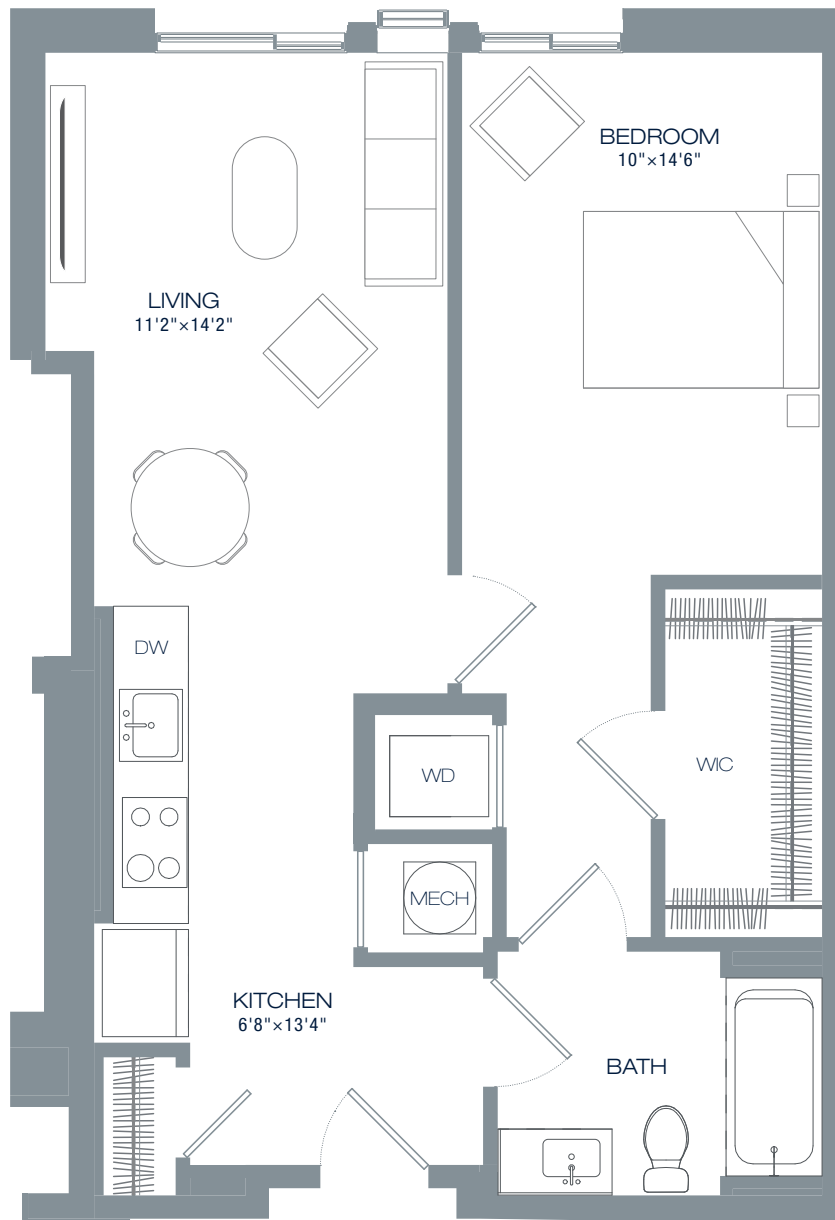 BEDROOM
10"×14'6"
LIVING
11'2"×14'2"
DW
WD
WIC
MECH
KITCHEN
6'8"×13'4"
BATH